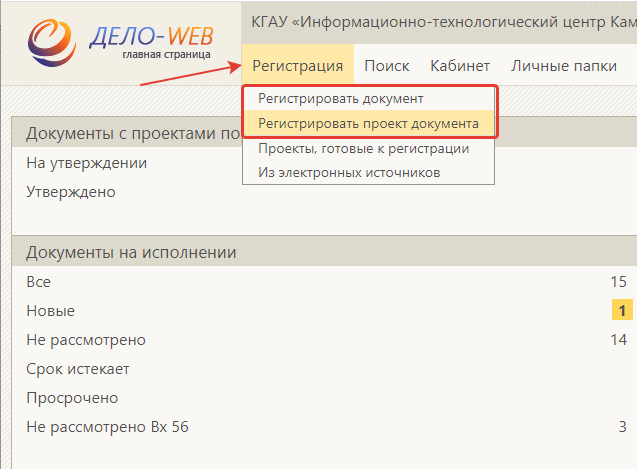 ДЕЛО-WEB
главная страница
КГАУ «Информационно-технологический центр Кам
Регистрация Поиск Кабинет Личные папки
Регистрировать документ
Регистрировать проект документа
Проекты, готовые к регистрации
Из электронных источников
Документы с проектами по
На утверждении
Утверждено
Документы на исполнении
Все 15
Новые 1
Не рассмотрено 14
Срок истекает
Просрочено
Не рассмотрено Вх 56 3